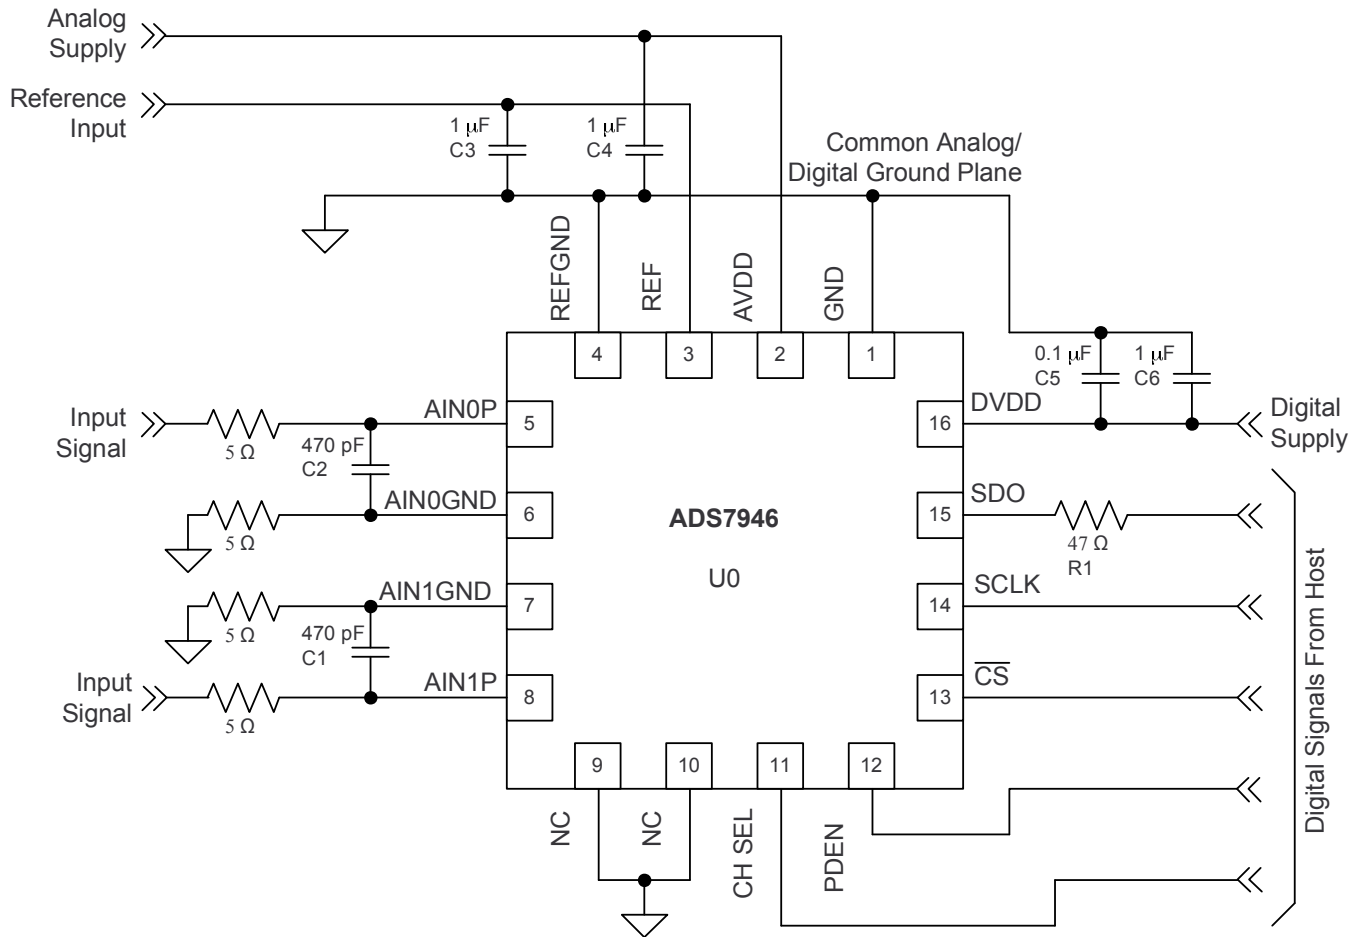 Analog
Supply
Reference
Input
1 μF
C3
1 μF
C4
Common Analog/
Digital Ground Plane
REFGND
REF
AVDD
GND
4
3
2
1
0.1 μF
C5
1 μF
C6
Input
Signal
5 Ω
470 pF
C2
AIN0P
5
AIN0GND
6
5 Ω
AIN1GND
7
5 Ω
470 pF
C1
Input
Signal
5 Ω
AIN1P
8
ADS7946
U0
DVDD
16
Digital
Supply
SDO
15
47 Ω
R1
SCLK
14
CS
13
9
10
11
12
NC
NC
CH SEL
PDEN
Digital Signals From Host